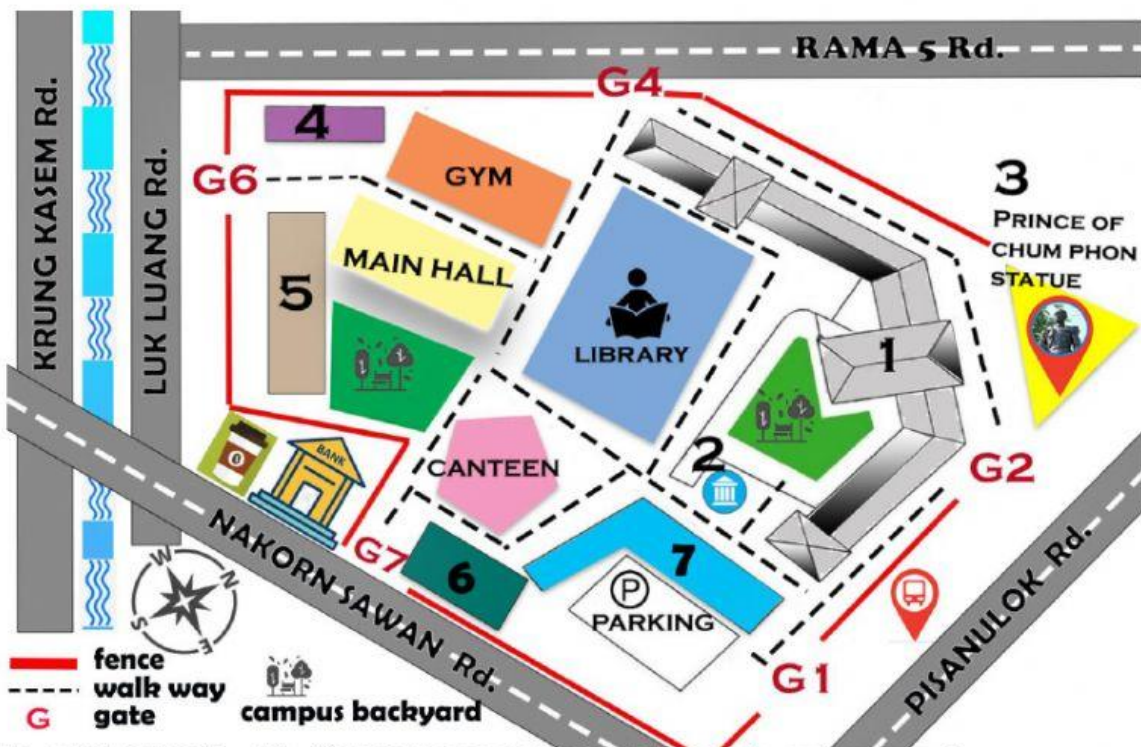 RAMA 5 Rd.
KRUNG KASEM Rd.
LUK LUANG Rd.
G4
4
GYM
G6
3
PRINCE OF
CHUM PHON
STATUE
MAIN HALL
5
LIBRARY
1
BANK
CANTEEN
2
G2
NAKORN SAWAN Rd.
G7
6
7
P
PARKING
G1
PISANULOK Rd.
W
N
S
E
fence
walk way
G
gate
campus backyard